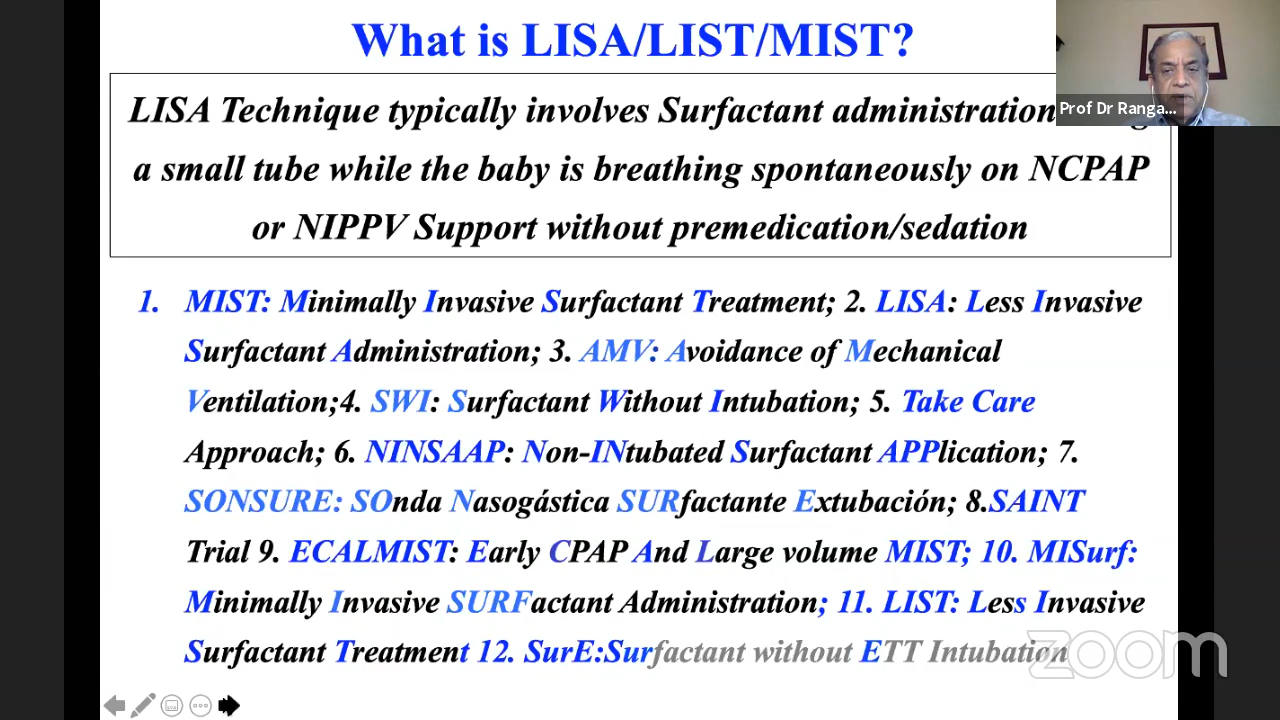 What is LISA/LIST/MIST?
Prof Dr Ranga...
LISA Technique typically involves Surfactant administration
a small tube while the baby is breathing spontaneously on NCPAP
or NIPPV Support without premedication/sedation
1. MIST: Minimally Invasive Surfactant Treatment; 2. LISA: Less Invasive
Surfactant Administration; 3. AMV: Avoidance of Mechanical
Ventilation;4. SWI: Surfactant Without Intubation; 5. Take Care
Approach; 6. NINSAAP: Non-INtubated Surfactant APPlication; 7.
SONSURE: SOnda Nasogástica SURfactante Extubación; 8.SAINT
Trial 9. ECALMIST: Early CPAP And Large volume MIST; 10. MISurf:
Minimally Invasive SURFactant Administration; 11. LIST: Less Invasive
Surfactant Treatment 12. SurE:Surfactant without ETT Intubation
zoom